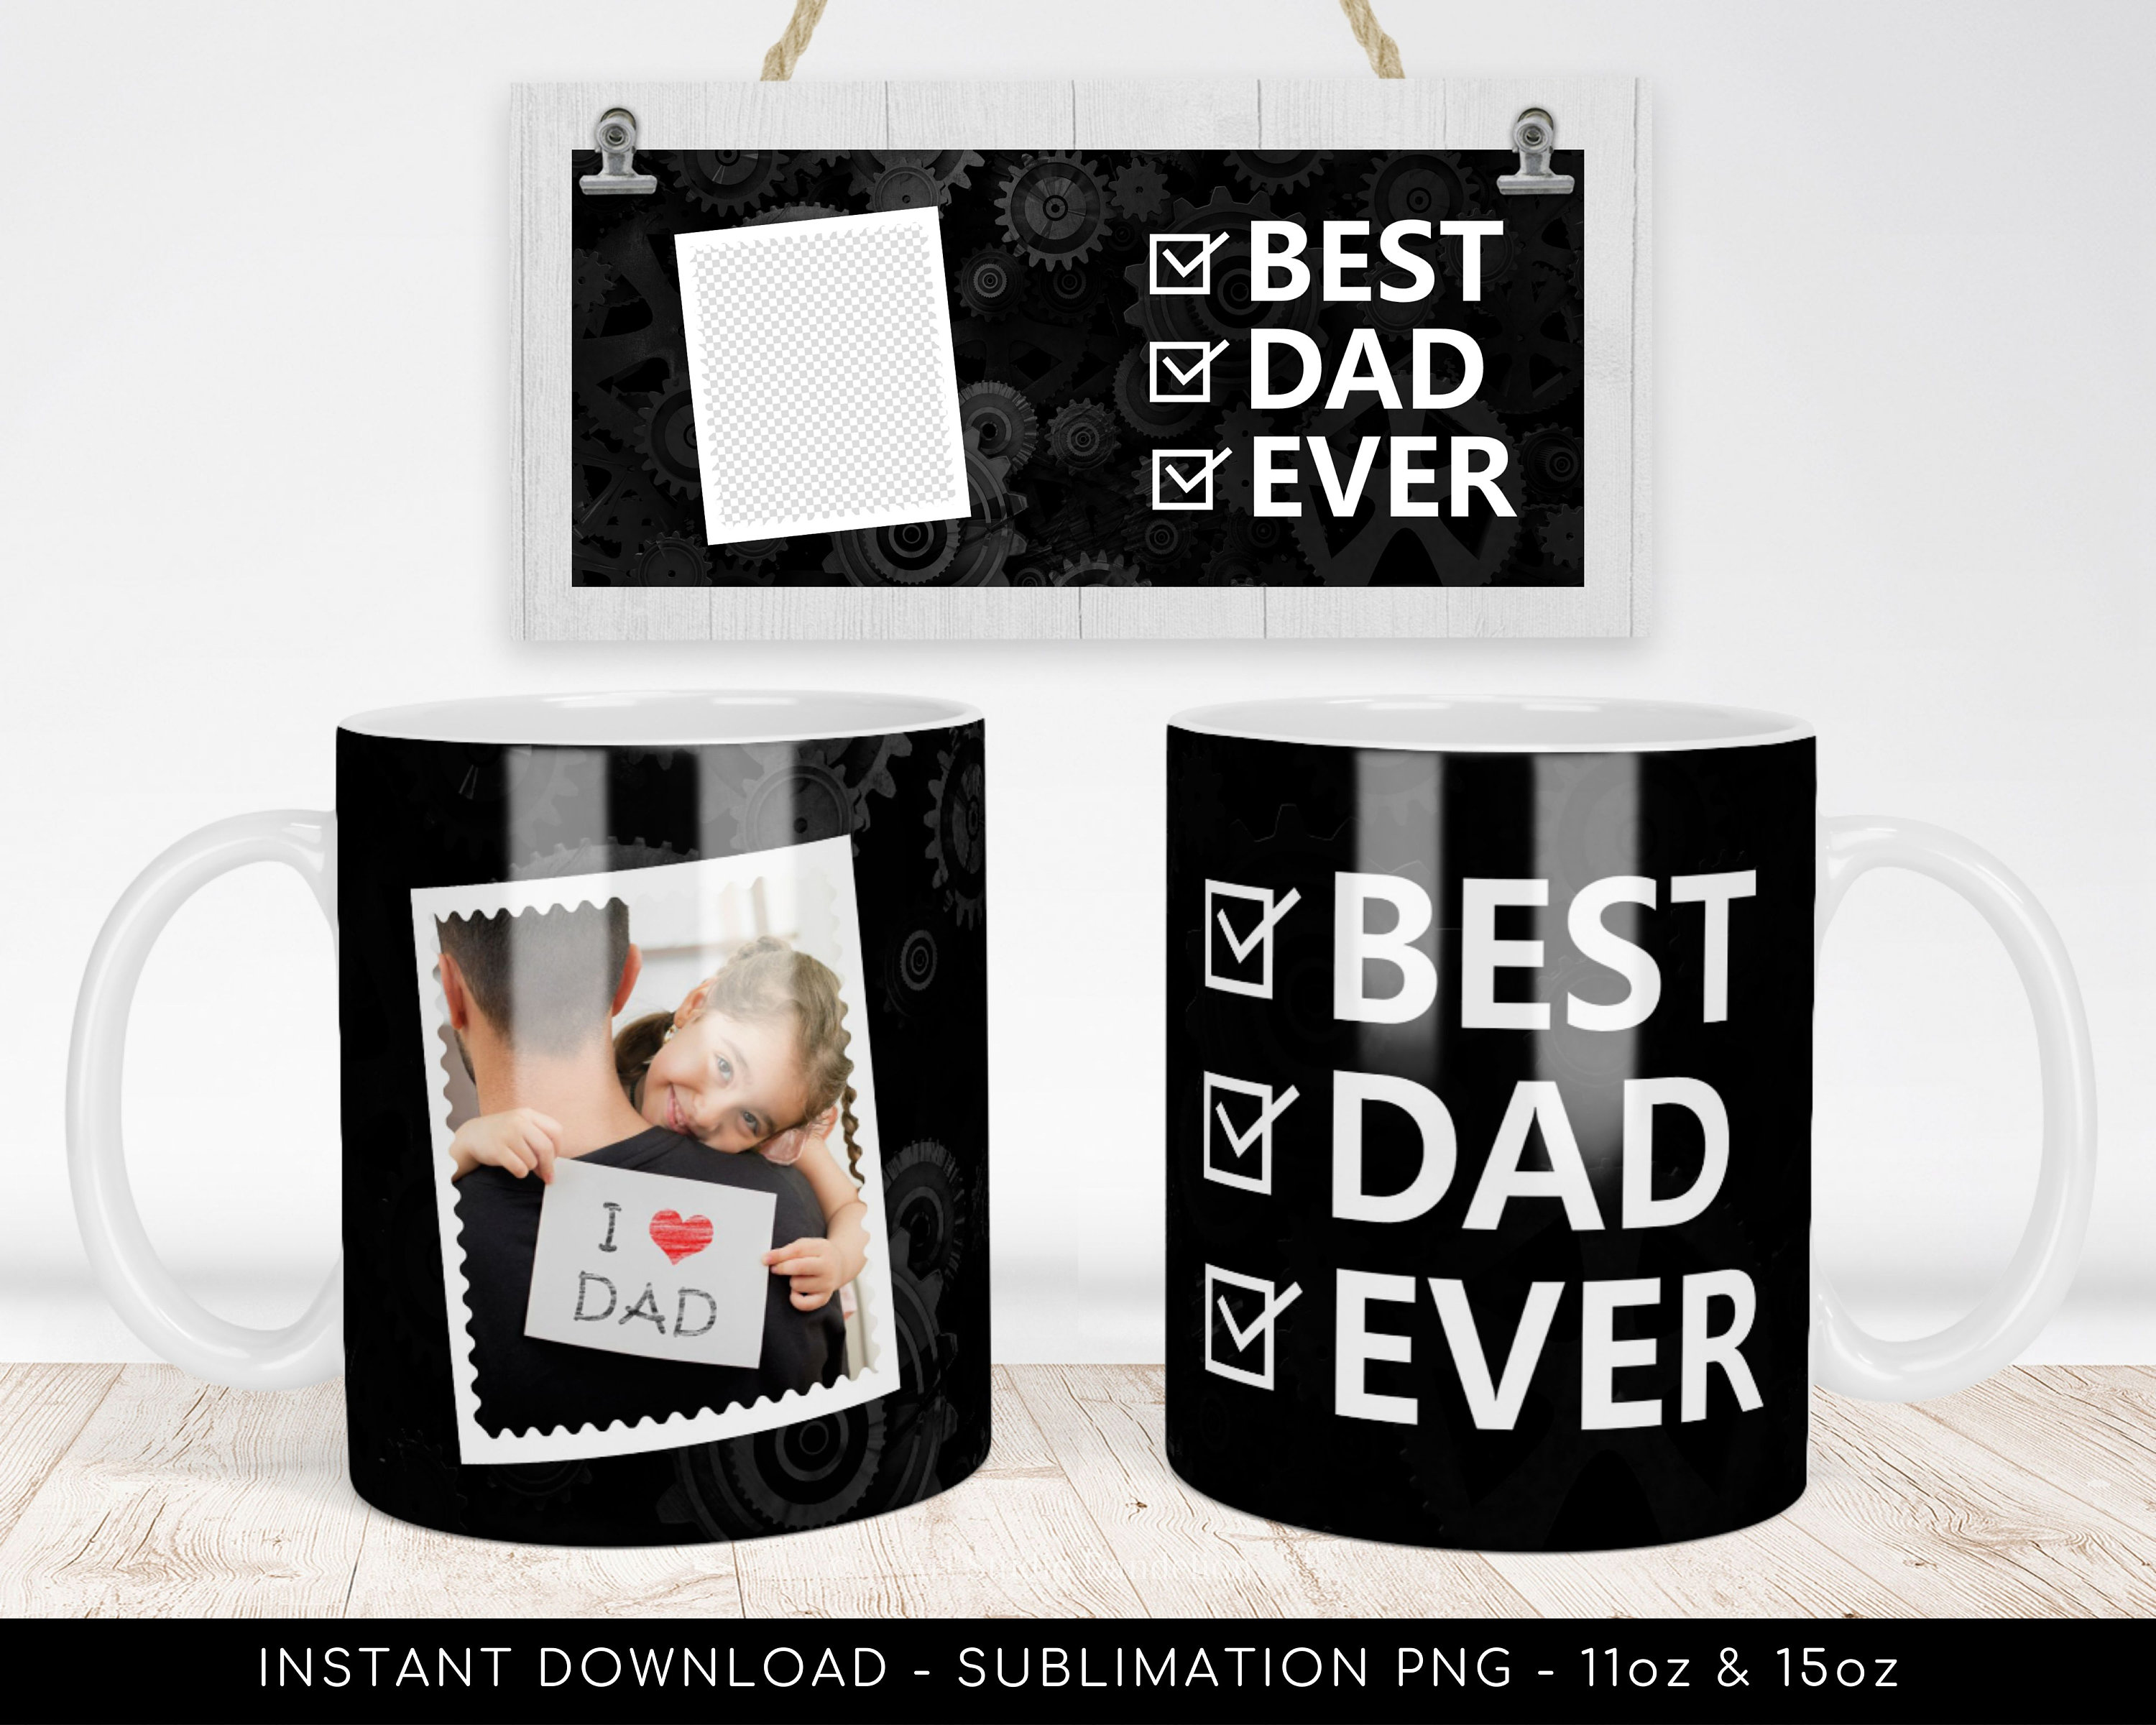 BEST
DAD
EVER
I ❤ DAD
BEST
DAD
EVER
INSTANT DOWNLOAD - SUBLIMATION PNG - 11oz & 15oz